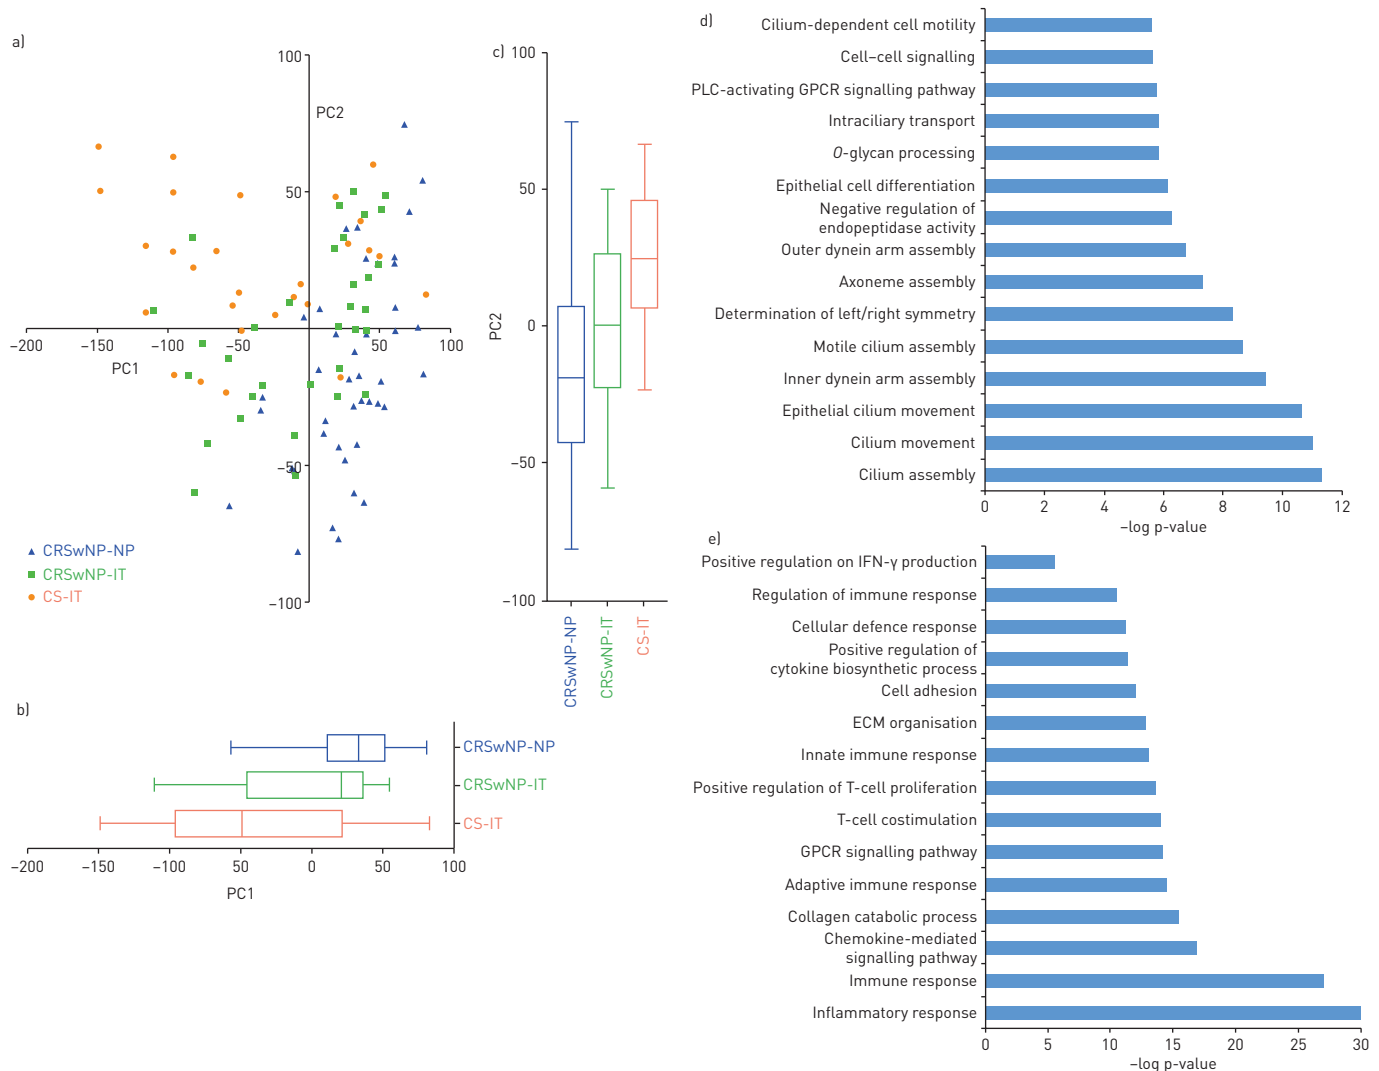 a)
100
PC2
50
−200
−150
−100
−50
50
100
PC1
−50
−100
CRSwNP-NP
CRSwNP-IT
CS-IT
c)
100
50
0
−50
−100
PC2
CRSwNP-NP
CRSwNP-IT
CS-IT
b)
CRSwNP-NP
CRSwNP-IT
CS-IT
−200
−150
−100
50
0
50
100
PC1
d)
Cilium-dependent cell motility
Cell–cell signalling
PLC-activating GPCR signalling pathway
Intraciliary transport
O-glycan processing
Epithelial cell differentiation
Negative regulation of
endopeptidase activity
Outer dynein arm assembly
Axoneme assembly
Determination of left/right symmetry
Motile cilium assembly
Inner dynein arm assembly
Epithelial cilium movement
Cilium movement
Cilium assembly
0
2
4
6
8
10
12
−log p-value
e)
Positive regulation on IFN-γ production
Regulation of immune response
Cellular defence response
Positive regulation of
cytokine biosynthetic process
Cell adhesion
ECM organisation
Innate immune response
Positive regulation of T-cell proliferation
T-cell costimulation
GPCR signalling pathway
Adaptive immune response
Collagen catabolic process
Chemokine-mediated
signalling pathway
Immune response
Inflammatory response
0
5
10
15
20
25
30
−log p-value